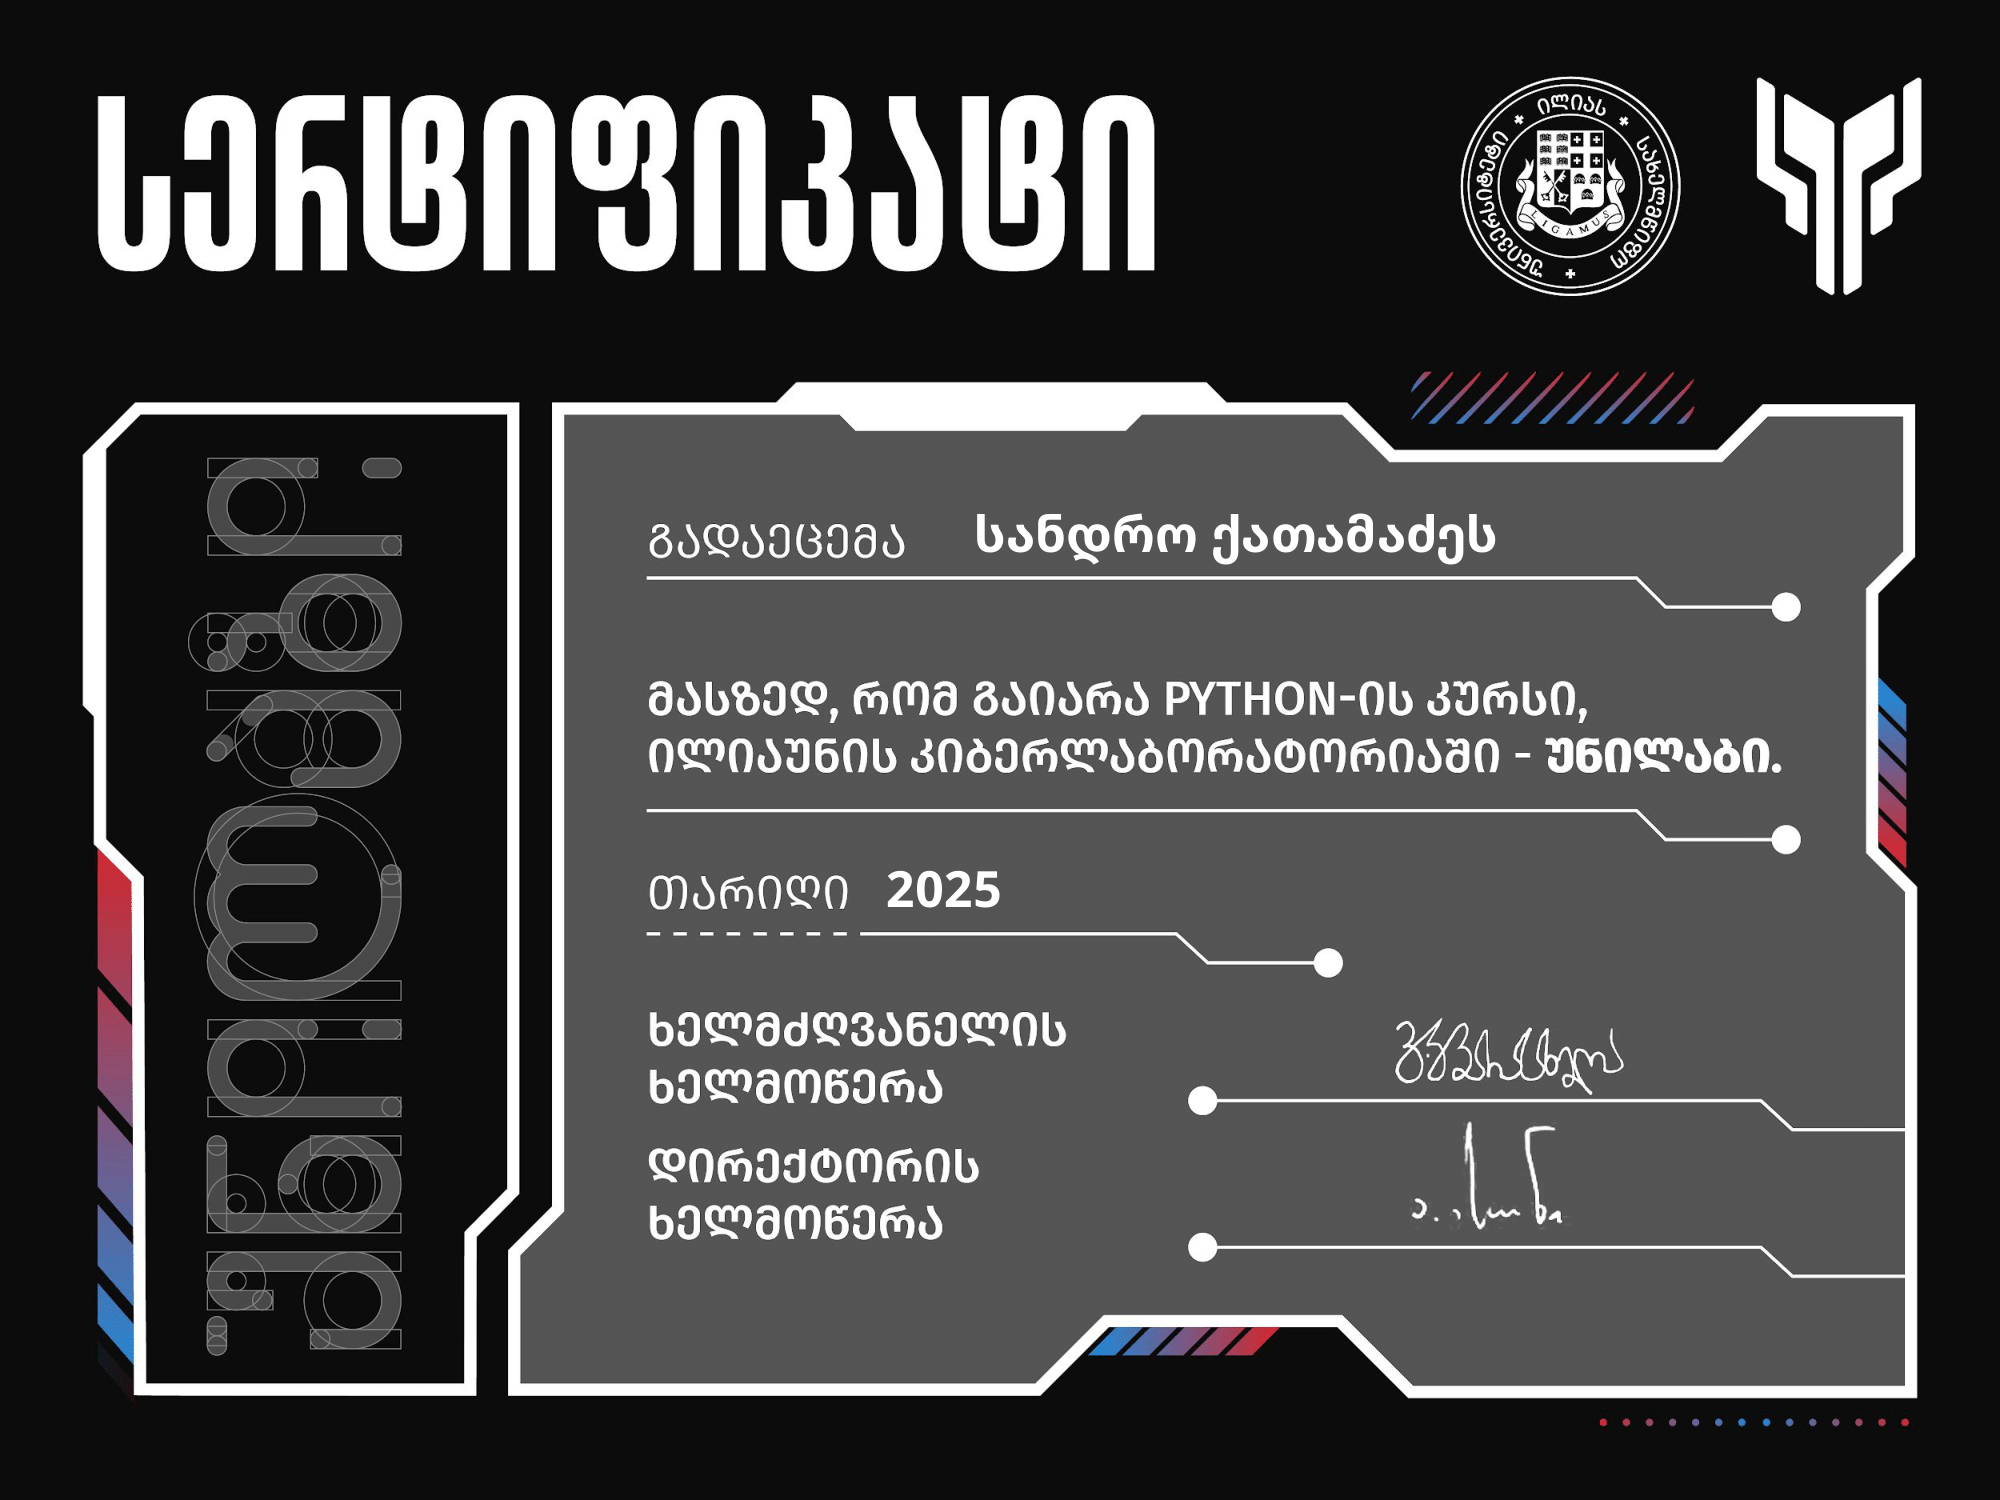 სერტიფიკატი
ილიას სახელმწიფო უნივერსიტეტი
LIGAMUS
გადაეცემა სანდრო ქათამაძეს
მასზედ, რომ გაიარა PYTHON-ის კურსი,
ილიაუნის კიბერლაბორატორიაში - უნილაბი.
თარიღი 2025
ხელმძღვანელის
ხელმოწერა
დირექტორის
ხელმოწერა